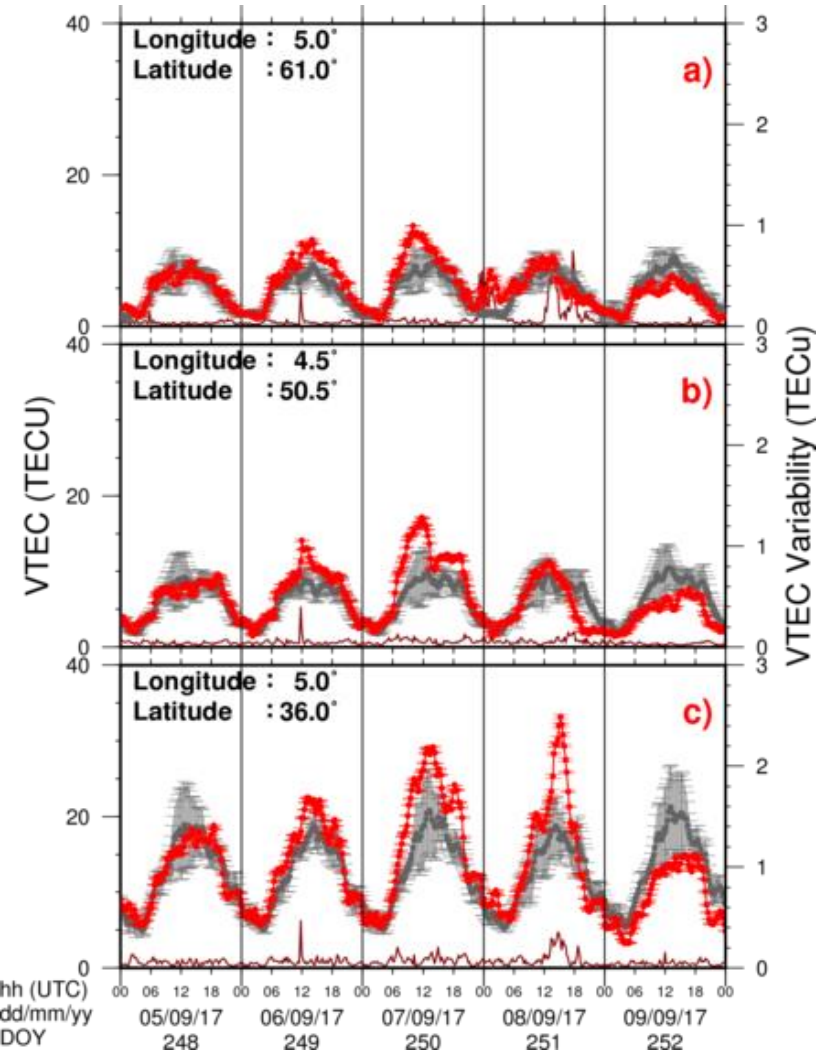 40
3
Longitude : 5.0°
Latitude : 61.0°
a)
2
20
1
0
0
40
3
Longitude : 4.5°
Latitude : 50.5°
b)
2
20
1
0
0
40
3
Longitude : 5.0°
Latitude : 36.0°
c)
2
20
1
0
0
VTEC (TECU)
VTEC Variability (TECu)
hh (UTC) 00 06 12 18 00 06 12 18 00 06 12 18 00 06 12 18 00 06 12 18 00
dd/mm/yy 05/09/17 06/09/17 07/09/17 08/09/17 09/09/17
DOY 248 249 250 251 252